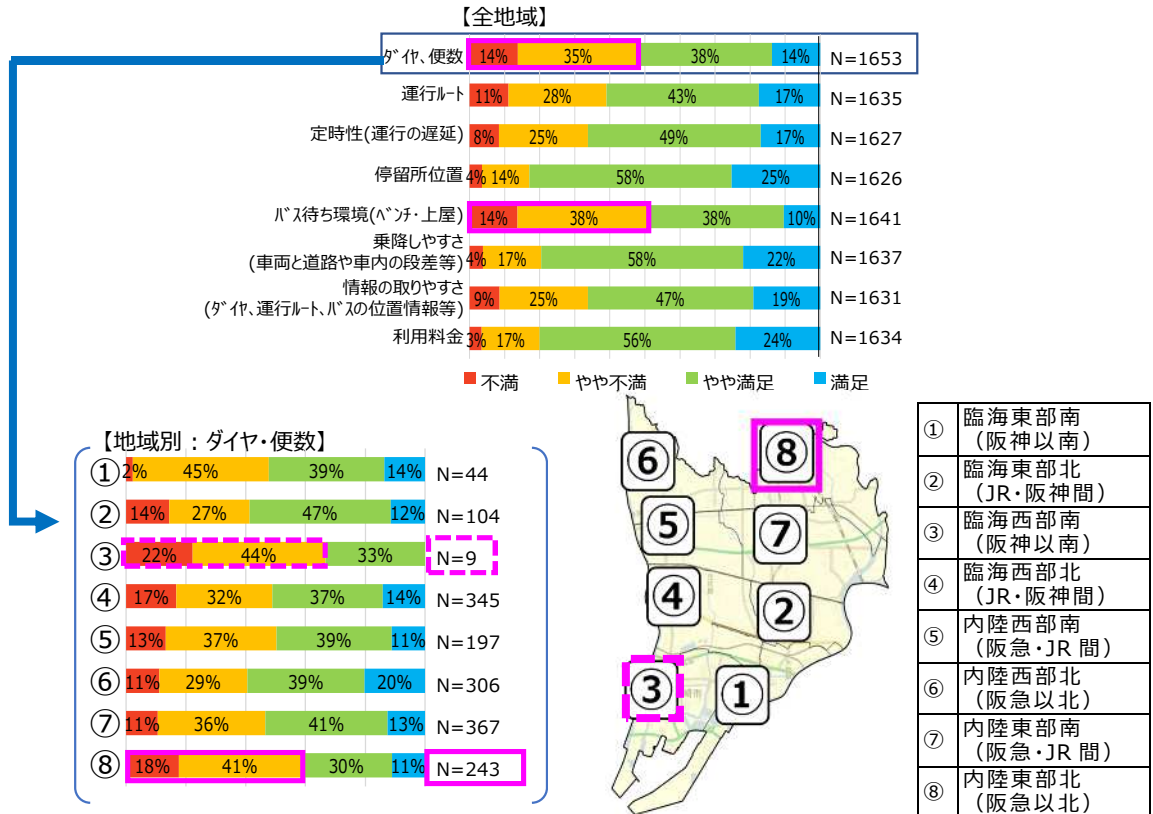 【全地域】
ダイヤ、便数 14% 35% 38% 14% N=1653
運行ルート 11% 28% 43% 17% N=1635
定時性(運行の遅延) 8% 25% 49% 17% N=1627
停留所位置 4% 14% 58% 25% N=1626
バス待ち環境(ベンチ・上屋) 14% 38% 38% 10% N=1641
乗降しやすさ
(車両と道路や車内の段差等) 4% 17% 58% 22% N=1637
情報の取りやすさ
(ダイヤ、運行ルート、バスの位置情報等) 9% 25% 47% 19% N=1631
利用料金 3% 17% 56% 24% N=1634
不満 やや不満 やや満足 満足
【地域別：ダイヤ・便数】
① 2% 45% 39% 14% N=44
② 14% 27% 47% 12% N=104
③ 22% 44% 33% N=9
④ 17% 32% 37% 14% N=345
⑤ 13% 37% 39% 11% N=197
⑥ 11% 29% 39% 20% N=306
⑦ 11% 36% 41% 13% N=367
⑧ 18% 41% 30% 11% N=243
⑥ ⑧
⑤ ⑦
④ ②
③ ①
① 臨海東部南
（阪神以南）
② 臨海東部北
（JR・阪神間）
③ 臨海西部南
（阪神以南）
④ 臨海西部北
（JR・阪神間）
⑤ 内陸西部南
（阪急・JR 間）
⑥ 内陸西部北
（阪急以北）
⑦ 内陸東部南
（阪急・JR 間）
⑧ 内陸東部北
（阪急以北）